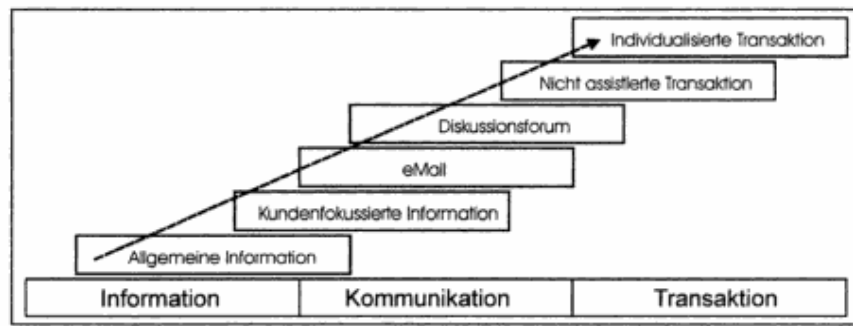 Individualisierte Transaktion
Nicht assistierte Transaktion
Diskussionsforum
eMail
Kundenfokussierte Information
Allgemeine Information
Information Kommunikation Transaktion